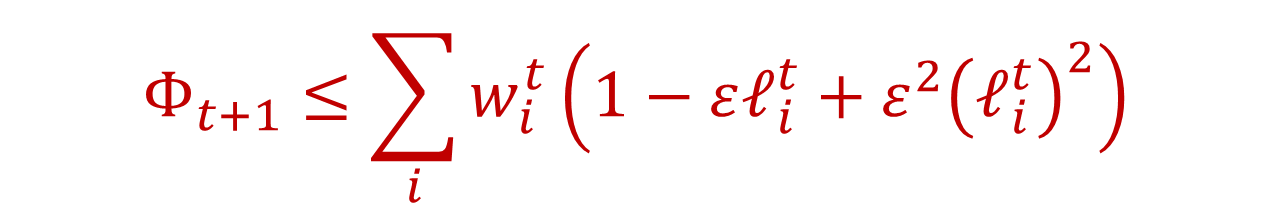 Φ_{t+1} ≤ ∑_i w_i^t (1 − εℓ_i^t + ε^2(ℓ_i^t)^2)